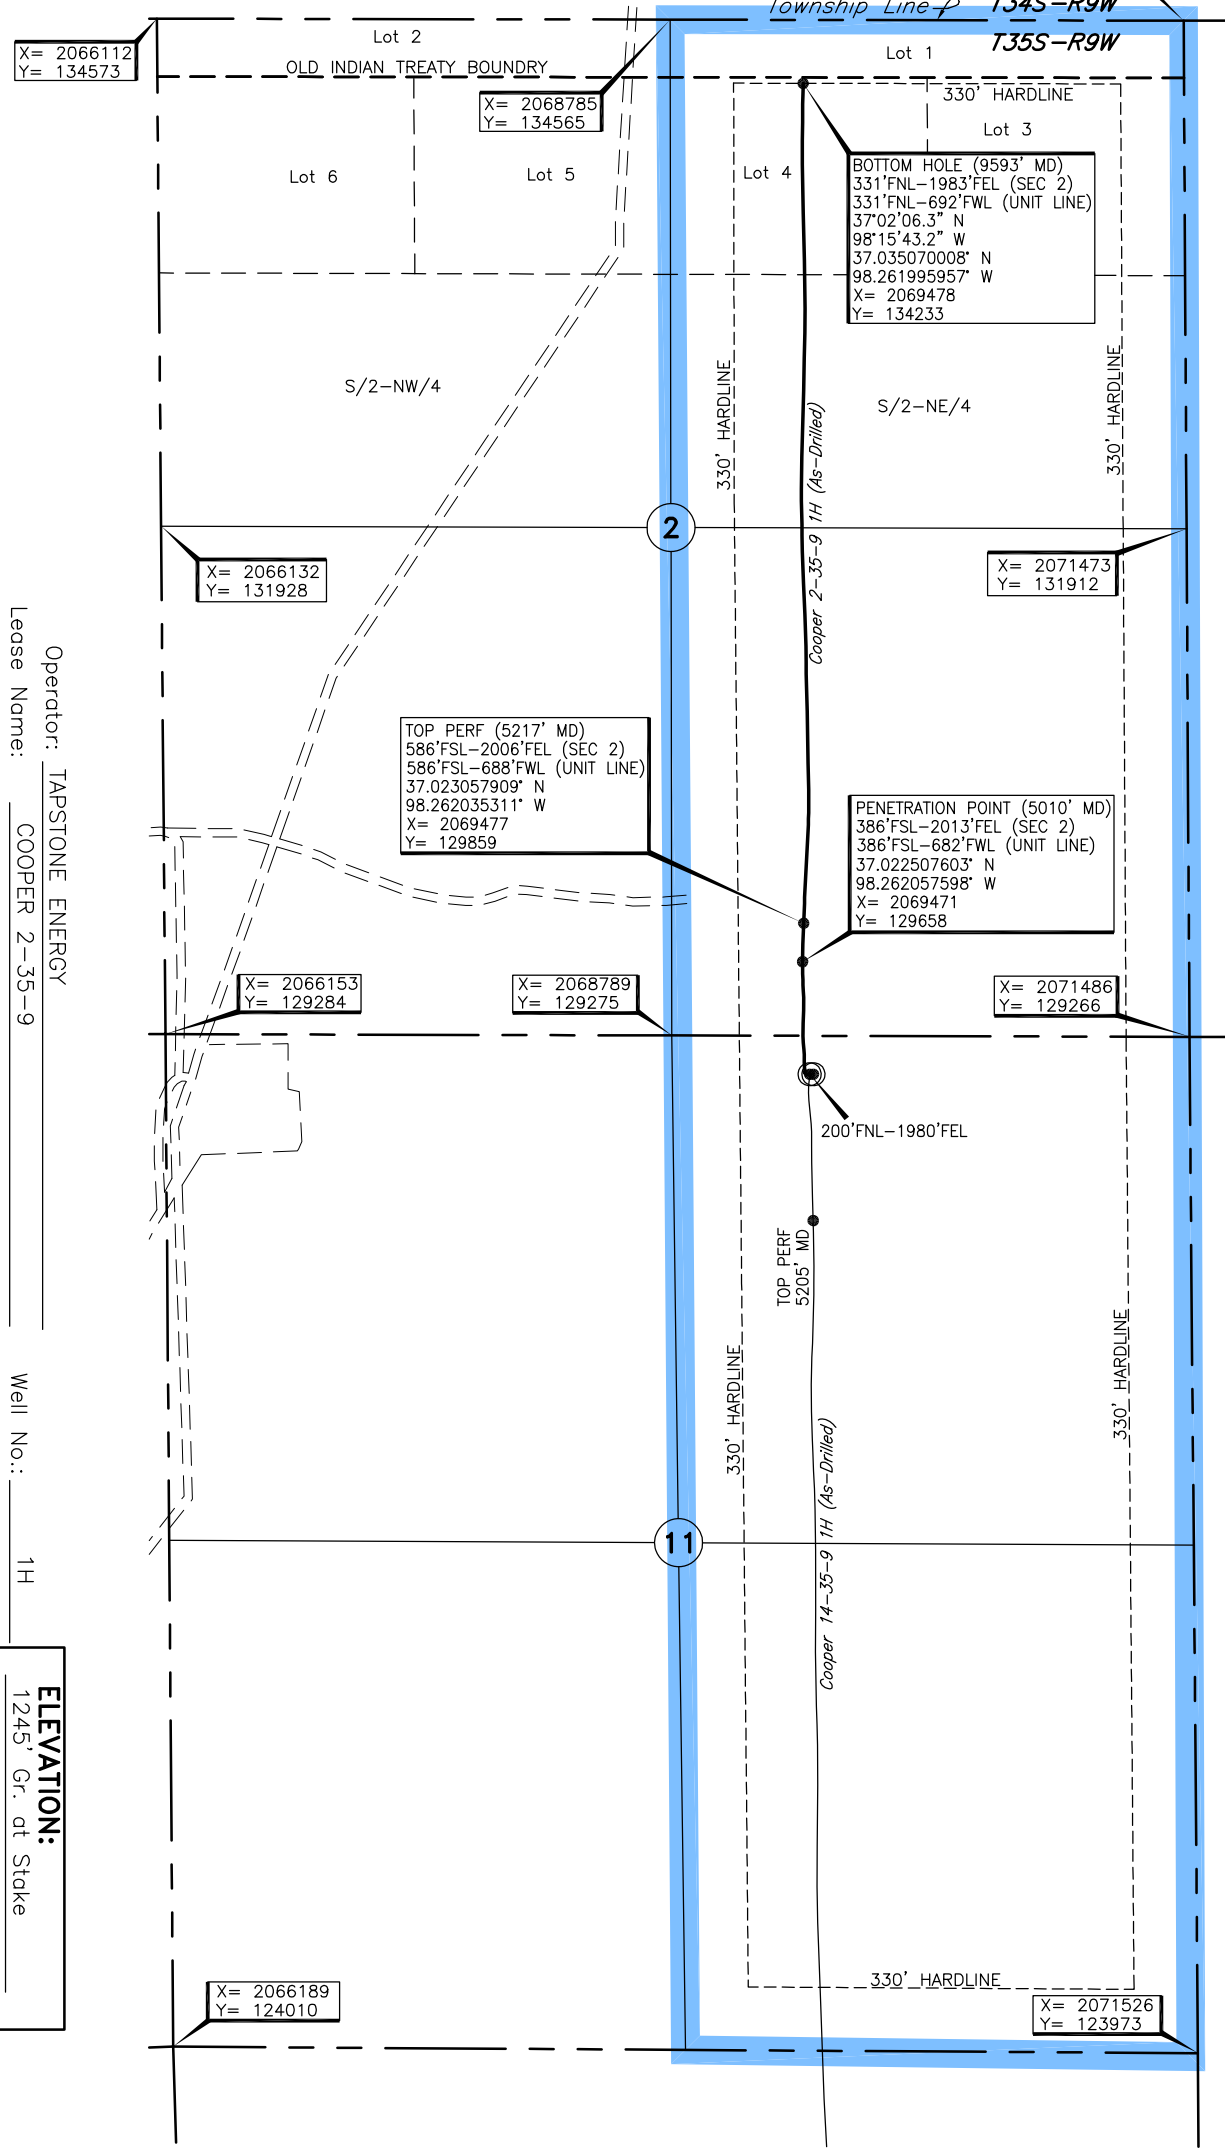 Township Line
T34S-R9W
T35S-R9W
X= 2066112
Y= 134573
Lot 2
Lot 1
OLD INDIAN TREATY BOUNDRY
X= 2068785
Y= 134565
330' HARDLINE
Lot 3
Lot 6
Lot 5
Lot 4
BOTTOM HOLE (9593' MD)
331'FNL-1983'FEL (SEC 2)
331'FNL-692'FWL (UNIT LINE)
37°02'06.3" N
98°15'43.2" W
37.035070008° N
98.261995957° W
X= 2069478
Y= 134233
S/2-NW/4
S/2-NE/4
330' HARDLINE
330' HARDLINE
Cooper 2-35-9 1H (As-Drilled)
2
X= 2066132
Y= 131928
X= 2071473
Y= 131912
Operator: TAPSTONE ENERGY
Lease Name: COOPER 2-35-9
Well No.: 1H
TOP PERF (5217' MD)
586'FSL-2006'FEL (SEC 2)
586'FSL-688'FWL (UNIT LINE)
37.023057909° N
98.262035311° W
X= 2069477
Y= 129859
PENETRATION POINT (5010' MD)
386'FSL-2013'FEL (SEC 2)
386'FSL-682'FWL (UNIT LINE)
37.022507603° N
98.262057598° W
X= 2069471
Y= 129658
X= 2066153
Y= 129284
X= 2068789
Y= 129275
X= 2071486
Y= 129266
200'FNL-1980'FEL
TOP PERF
5205' MD
330' HARDLINE
330' HARDLINE
Cooper 14-35-9 1H (As-Drilled)
11
ELEVATION:
1245' Gr. at Stake
330' HARDLINE
X= 2066189
Y= 124010
X= 2071526
Y= 123973